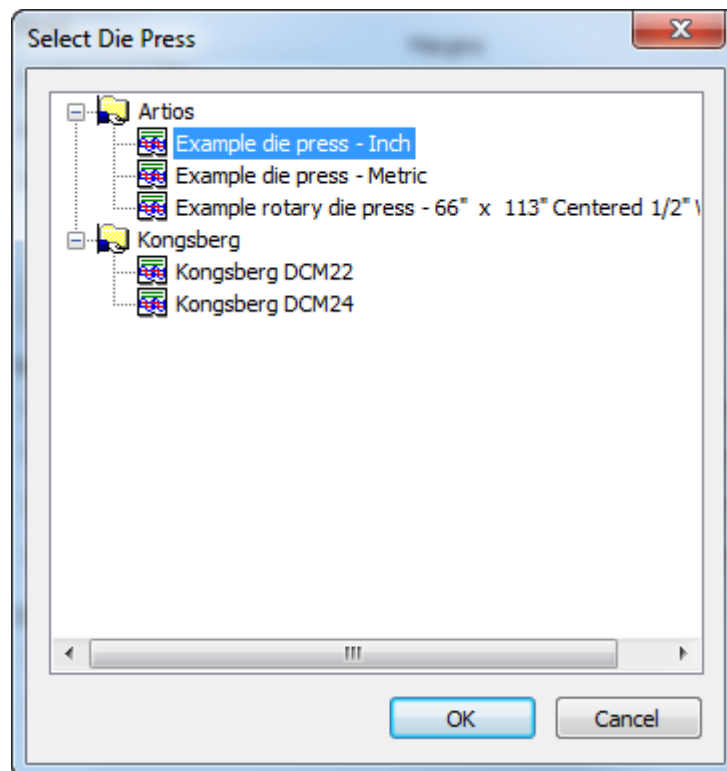 Select Die Press
Margins
Artios
Example die press - Inch
Example die press - Metric
Example rotary die press - 66" x 113" Centered 1/2"
Kongsberg
Kongsberg DCM22
Kongsberg DCM24
OK
Cancel